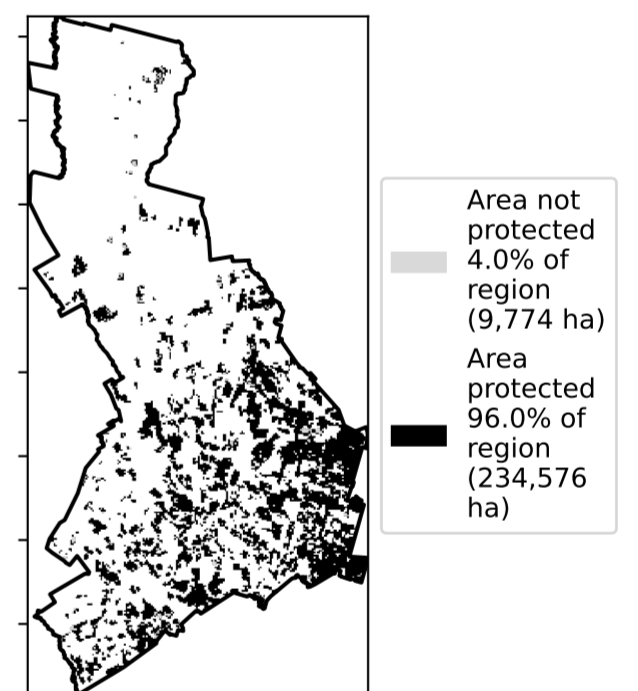 Area not
protected
4.0% of
region
(9,774 ha)
Area
protected
96.0% of
region
(234,576
ha)